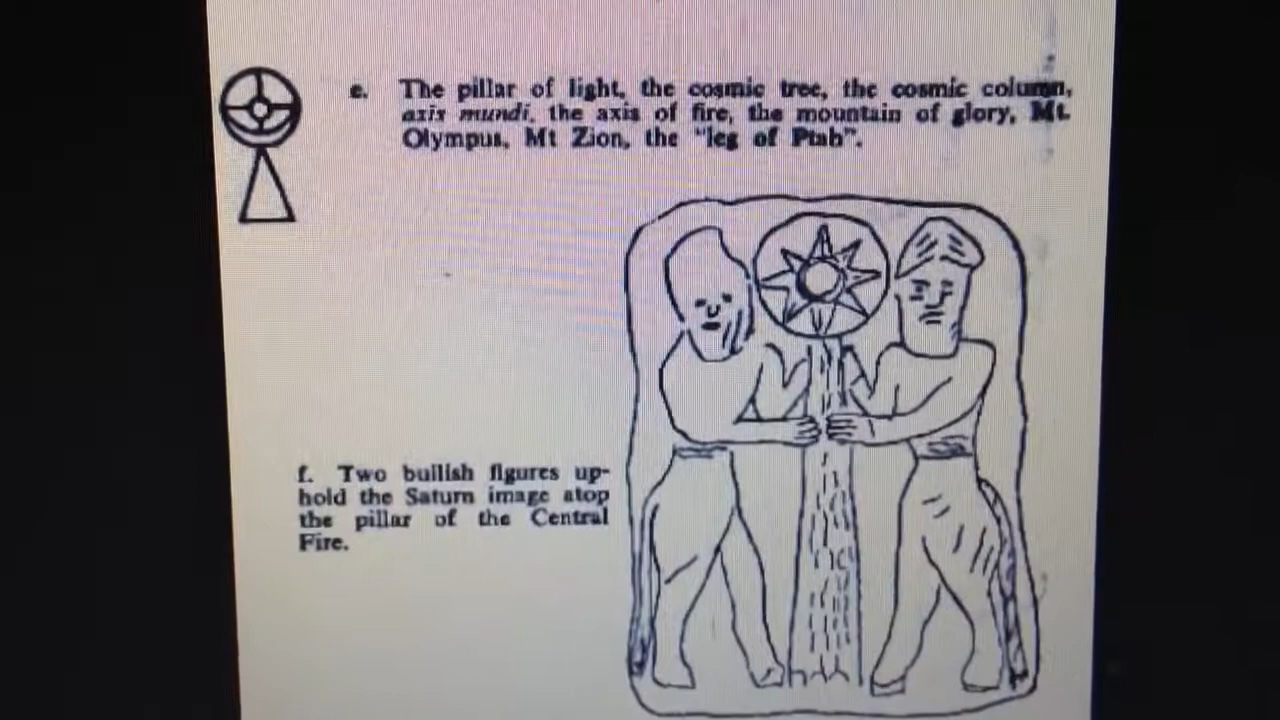 e. The pillar of light, the cosmic tree, the cosmic column,
axis mundi, the axis of fire, the mountain of glory, Mt.
Olympus, Mt Zion, the "leg of Ptah".
f. Two bullish figures up-
hold the Saturn image atop
the pillar of the Central
Fire.